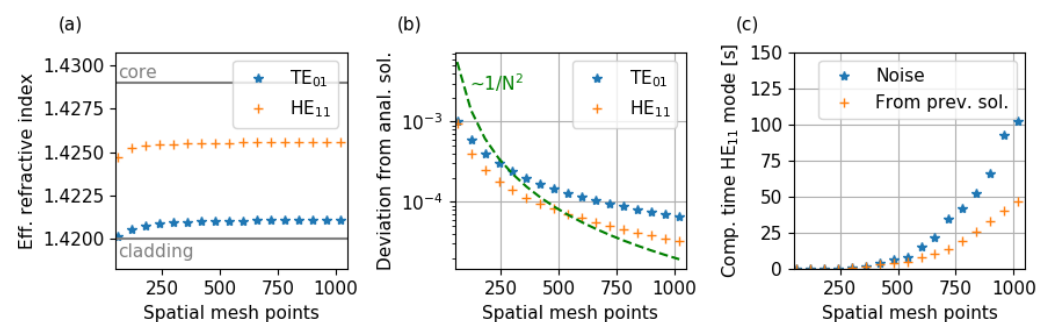 (a)
Eff. refractive index
1.4300
1.4275
1.4250
1.4225
1.4200
core
cladding
TE₀₁
HE₁₁
250
500
750
1000
Spatial mesh points
(b)
Deviation from anal. sol.
10⁻³
10⁻⁴
~1/N²
TE₀₁
HE₁₁
250
500
750
1000
Spatial mesh points
(c)
Comp. time HE₁₁ mode [s]
150
125
100
75
50
25
0
Noise
From prev. sol.
250
500
750
1000
Spatial mesh points